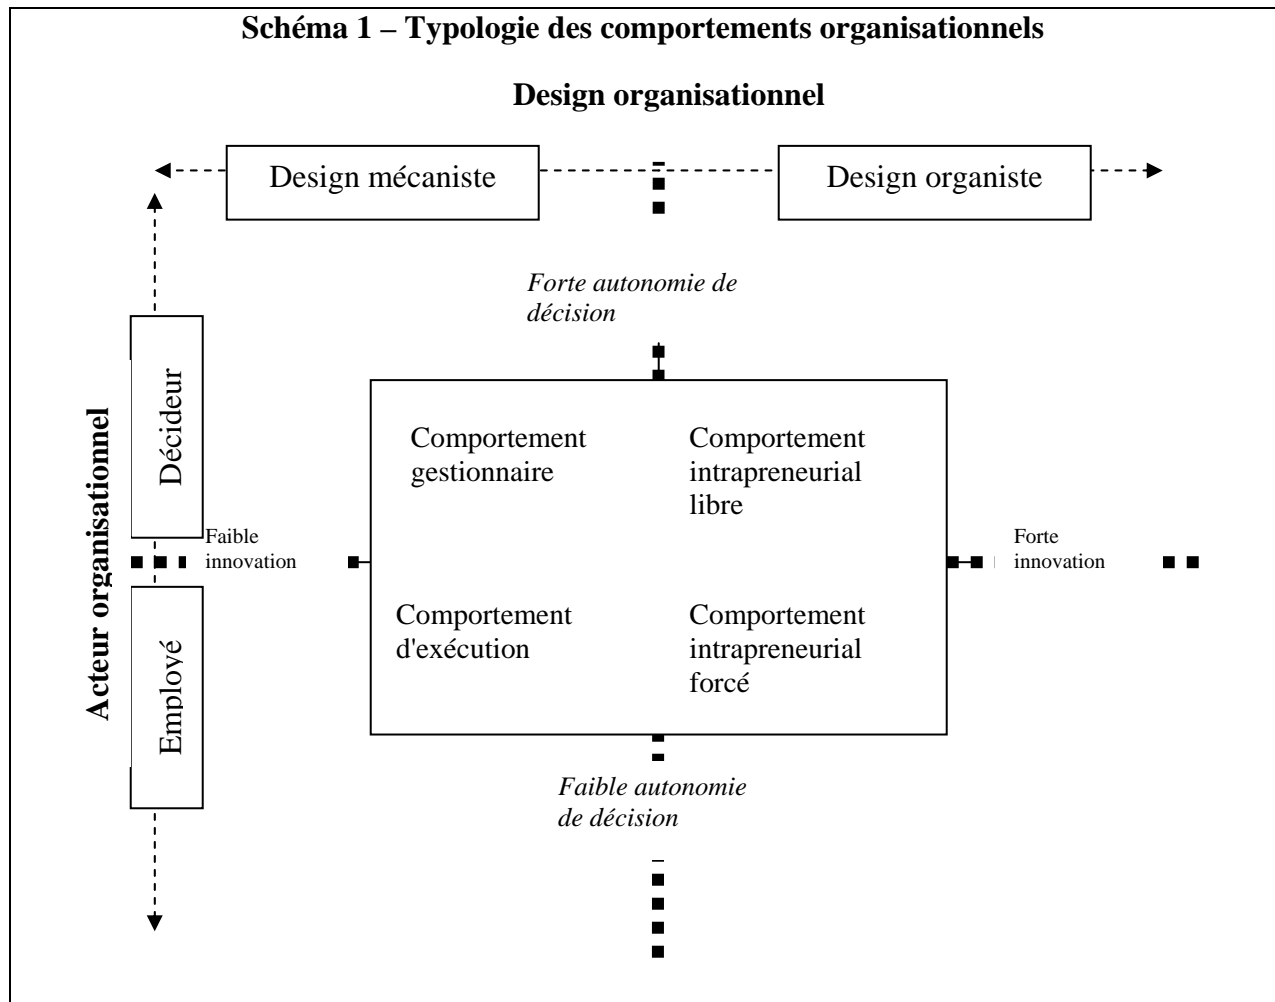 Schéma 1 – Typologie des comportements organisationnels
Design organisationnel
Design mécaniste
Design organiste
Forte autonomie de
décision
Acteur organisationnel
Décideur
Employé
Comportement
gestionnaire
Comportement
intrapreneurial
libre
Faible
innovation
Forte
innovation
Comportement
d'exécution
Comportement
intrapreneurial
forcé
Faible autonomie
de décision